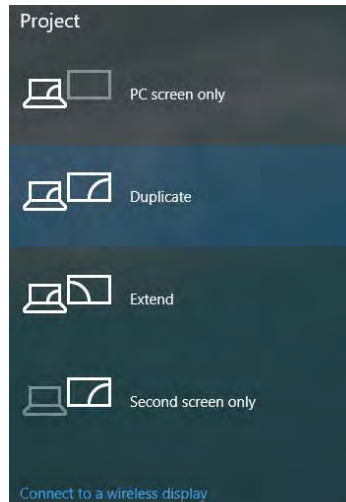 Project
PC screen only
Duplicate
Extend
Second screen only
Connect to a wireless display